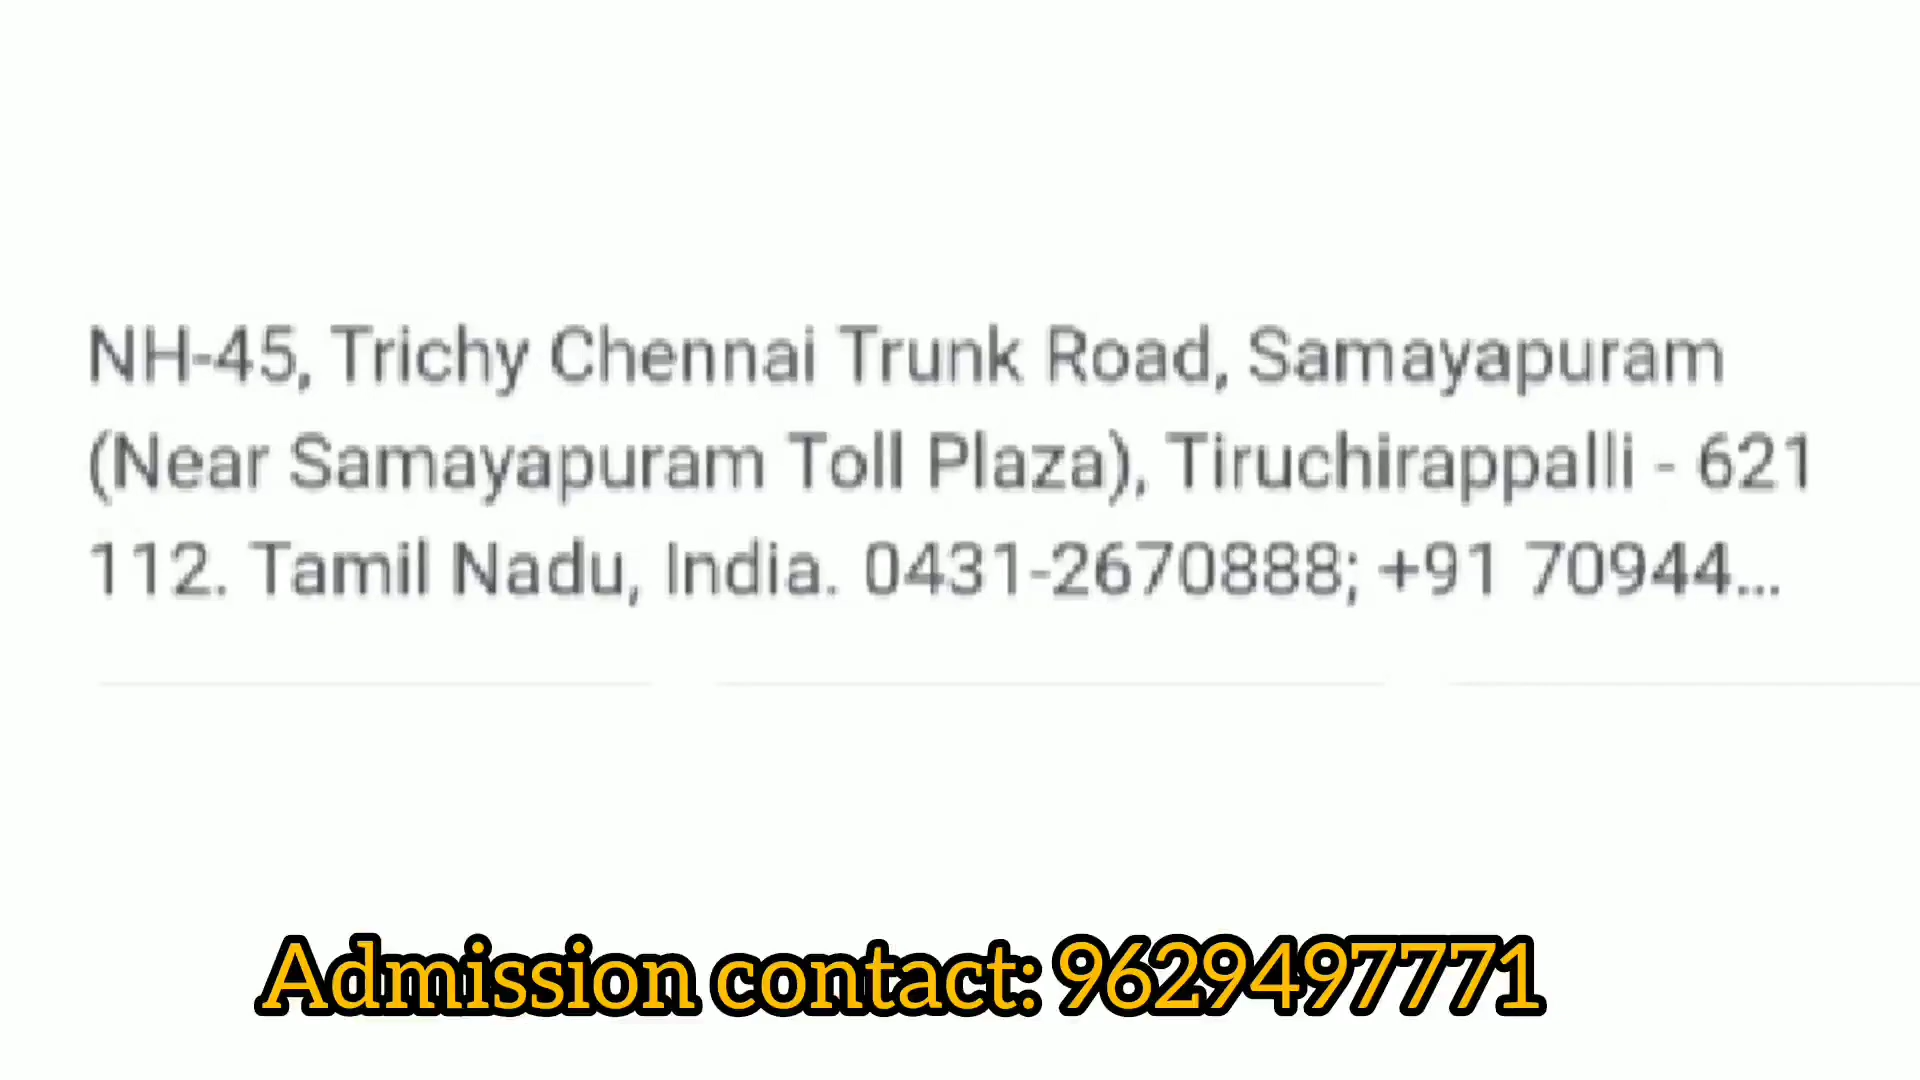 NH-45, Trichy Chennai Trunk Road, Samayapuram
(Near Samayapuram Toll Plaza), Tiruchirappalli - 621
112. Tamil Nadu, India. 0431-2670888; +91 70944...
Admission contact: 9629497771